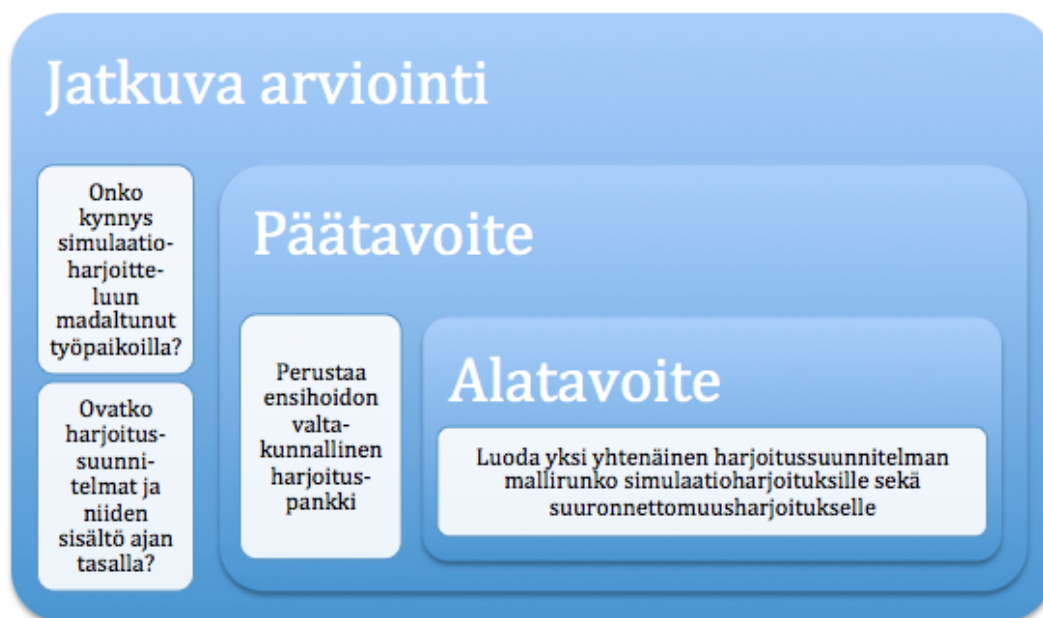 Jatkuva arviointi
Onko
kynnys
simulaatio-
harjoitte-
luun
madaltunut
työpaikoilla?
Ovatko
harjoitus-
suunni-
telmat ja
niiden
sisältö ajan
tasalla?
Päätavoite
Perustaa
ensihoidon
valta-
kunnallinen
harjoitus-
pankki
Alatavoite
Luoda yksi yhtenäinen harjoitussuunnitelman
mallirunko simulaatioharjoituksille sekä
suuronnettomuusharjoitukselle